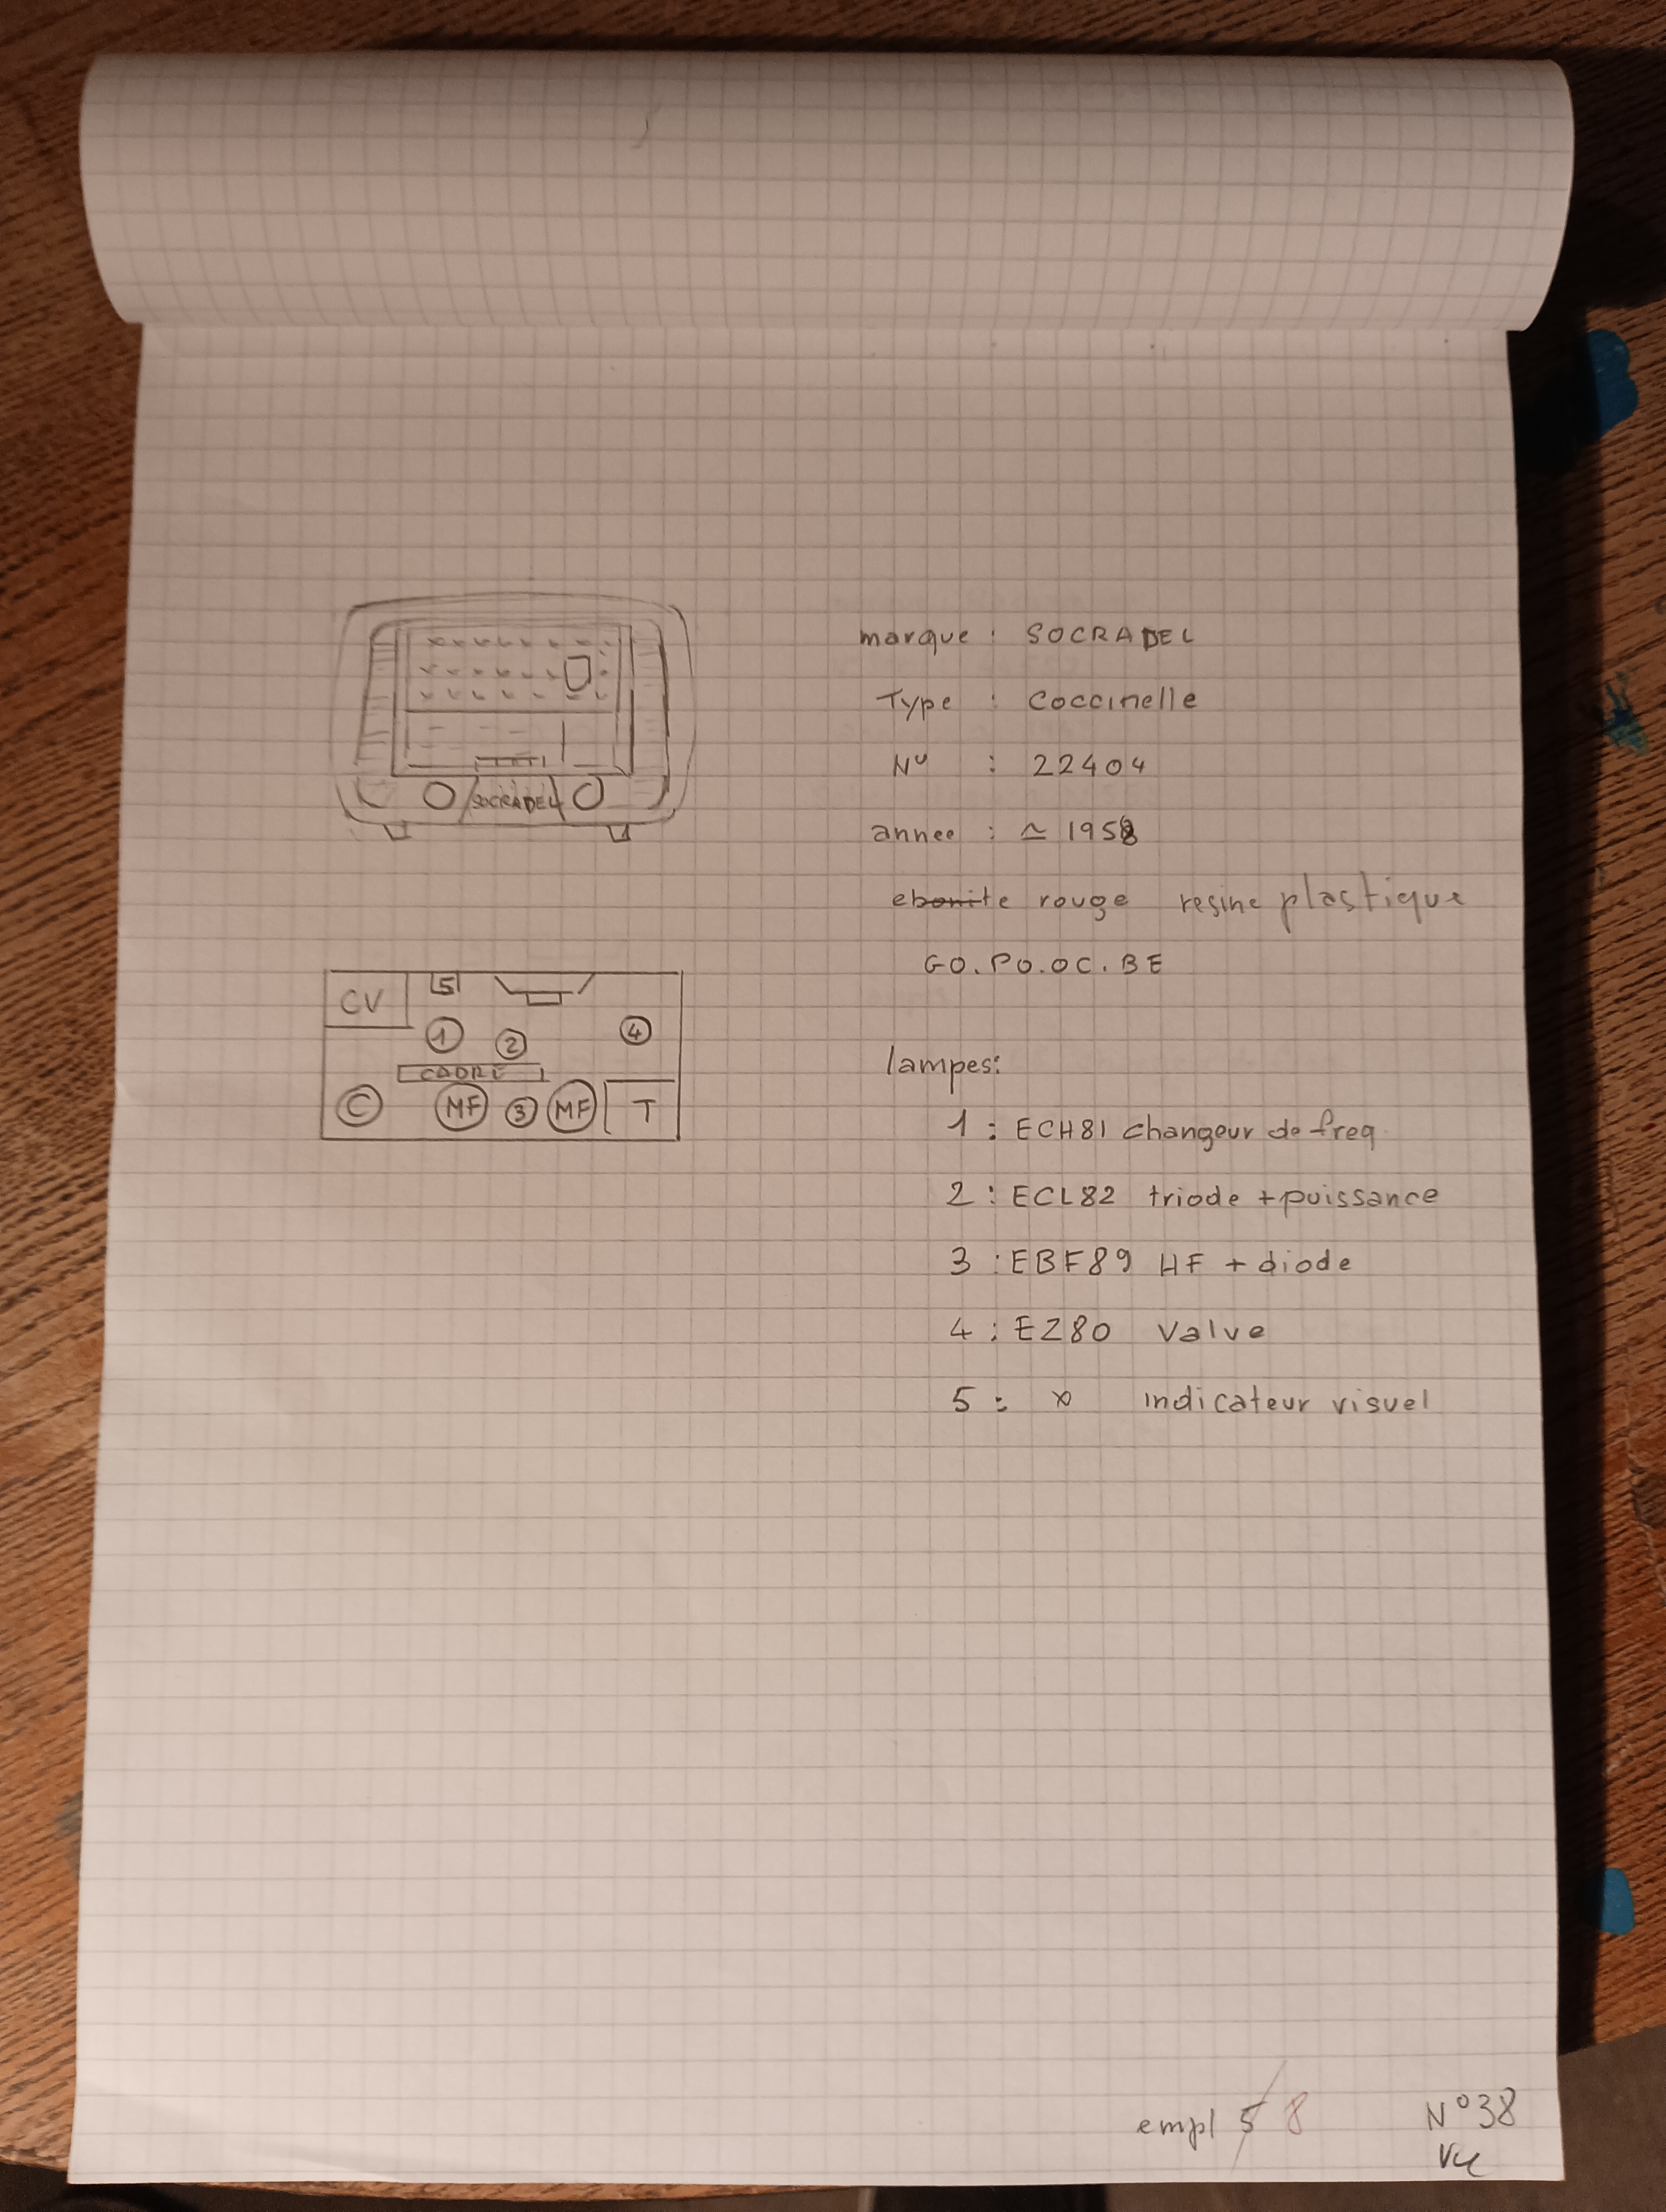 SOCRADEL
marque : SOCRADEL
Type : Coccinelle
N° : 22404
annee : ≃ 1958
ebonite rouge resine plastique
GO.PO.OC.BE
CV 5
1 2 4
CADRE
C MF 3 MF T
lampes:
1 : ECH81 changeur de freq.
2 : ECL82 triode + puissance
3 : EBF89 HF + diode
4 : EZ80 Valve
5 : x indicateur visuel
empl 5 8 N°38
Vu